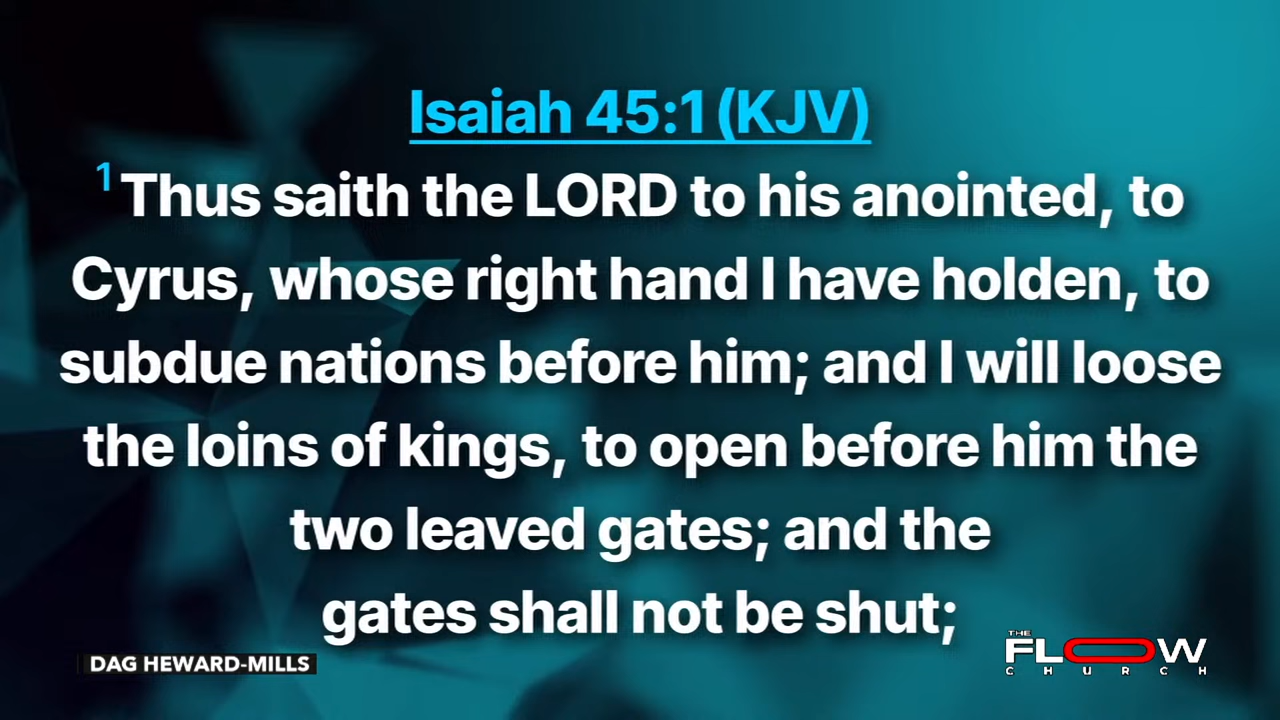 Isaiah 45:1 (KJV)
1 Thus saith the LORD to his anointed, to
Cyrus, whose right hand I have holden, to
subdue nations before him; and I will loose
the loins of kings, to open before him the
two leaved gates; and the
gates shall not be shut;
DAG HEWARD-MILLS
THE
FLOW
CHURCH